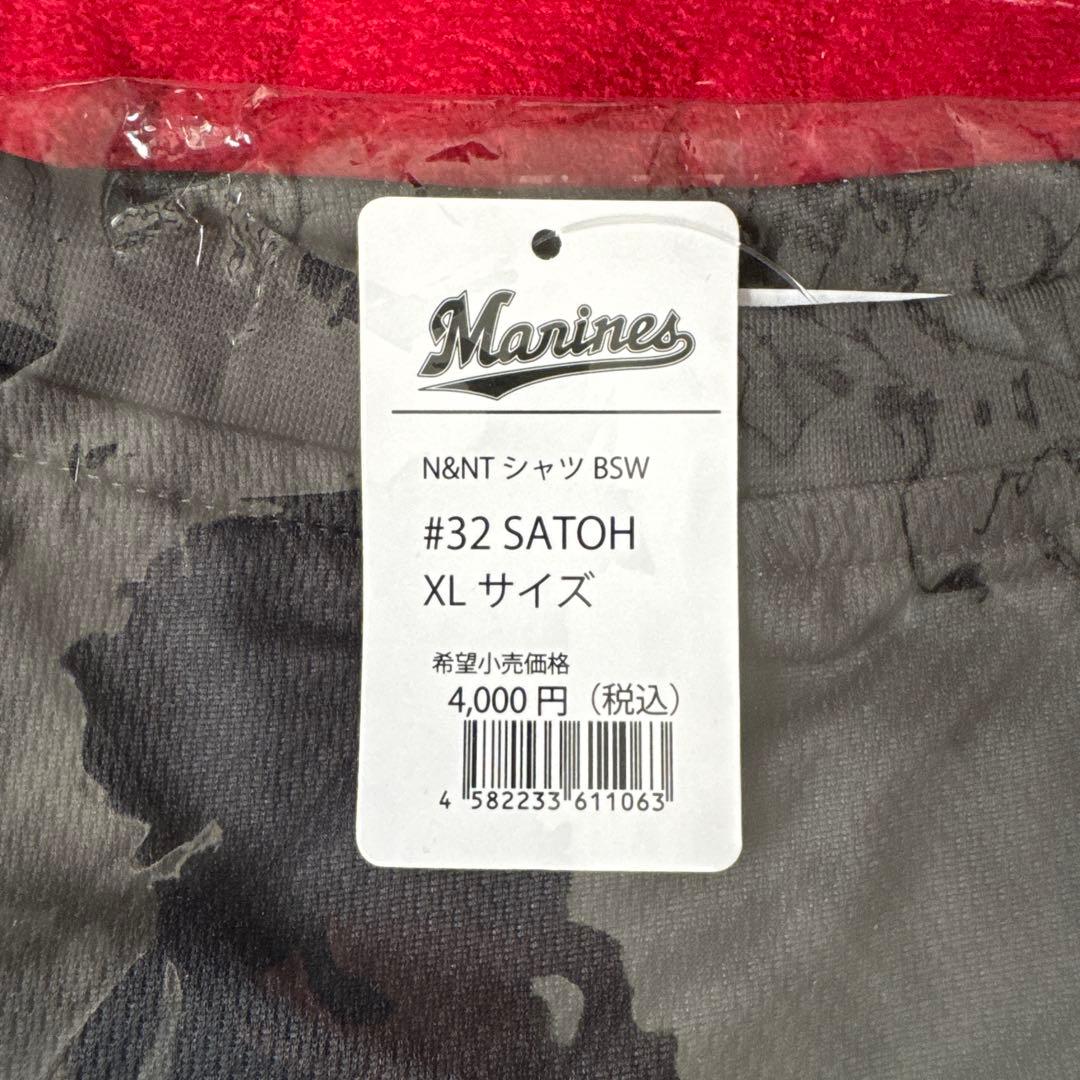 Marines
N&NT シャツ BSW
#32 SATOH
XL サイズ
希望小売価格
4,000 円（税込）
4 582233 611063